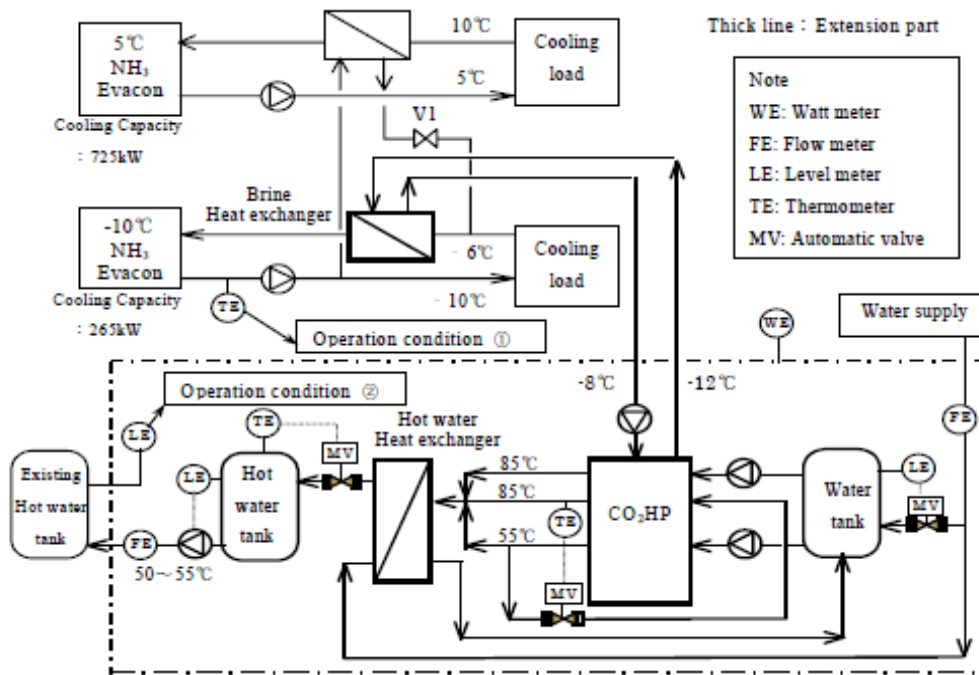 10℃
Thick line : Extension part
5℃
NH₃
Evacon
Cooling
load
5℃
Cooling Capacity
: 725kW
V1
Note
WE: Watt meter
FE: Flow meter
LE: Level meter
TE: Thermometer
MV: Automatic valve
Brine
Heat exchanger
-10℃
NH₃
Evacon
- 6℃
Cooling
load
Cooling Capacity
: 265kW
TE
- 10℃
Operation condition ①
WE
Water supply
-8℃
-12℃
Operation condition ②
LE
TE
Hot water
Heat exchanger
MV
FE
Existing
Hot water
tank
LE
Hot
water
tank
85℃
85℃
TE
55℃
CO₂HP
Water
tank
LE
MV
FE
50～55℃
MV